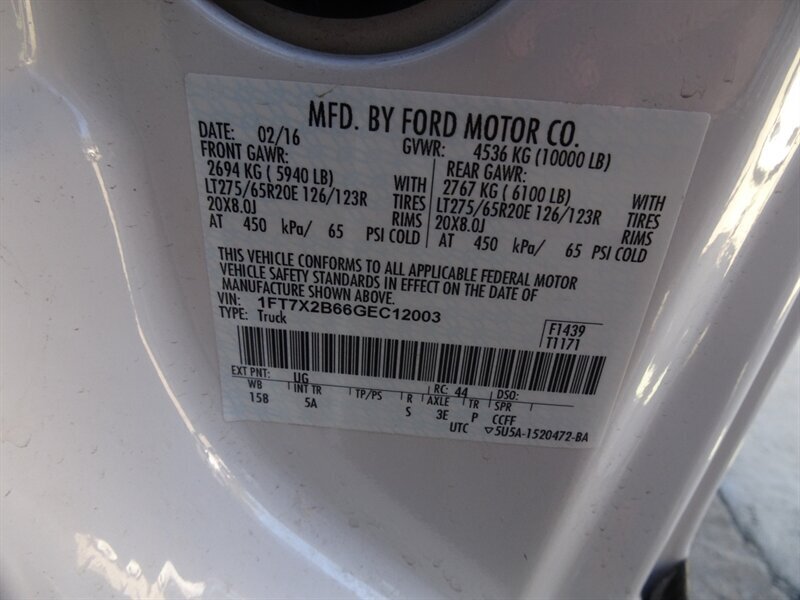 MFD. BY FORD MOTOR CO.
DATE: 02/16 GVWR: 4536 KG (10000 LB)
FRONT GAWR: REAR GAWR:
2694 KG ( 5940 LB) WITH 2767 KG ( 6100 LB) WITH
LT275/65R20E 126/123R TIRES LT275/65R20E 126/123R TIRES
20X8.0J RIMS 20X8.0J RIMS
AT 450 kPa/ 65 PSI COLD AT 450 kPa/ 65 PSI COLD
THIS VEHICLE CONFORMS TO ALL APPLICABLE FEDERAL MOTOR
VEHICLE SAFETY STANDARDS IN EFFECT ON THE DATE OF
MANUFACTURE SHOWN ABOVE.
VIN: 1FT7X2B66GEC12003
TYPE: Truck F1439
T1171
EXT PNT: UG RC: 44 DSO:
WB INT TR TP/PS R AXLE TR SPR
15B 5A S 3E P CCFF
UTC ▽5U5A-1520472-BA